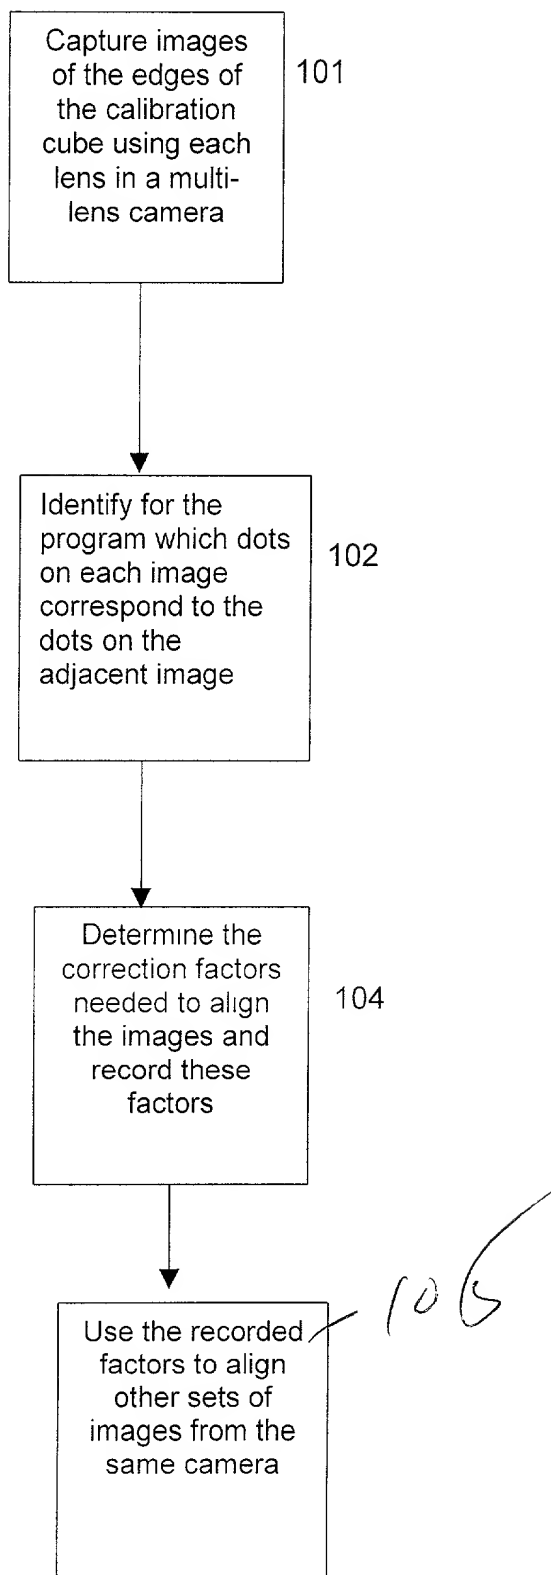 Capture images
of the edges of
the calibration
cube using each
lens in a multi-
lens camera
101
Identify for the
program which dots
on each image
correspond to the
dots on the
adjacent image
102
Determine the
correction factors
needed to align
the images and
record these
factors
104
Use the recorded
factors to align
other sets of
images from the
same camera